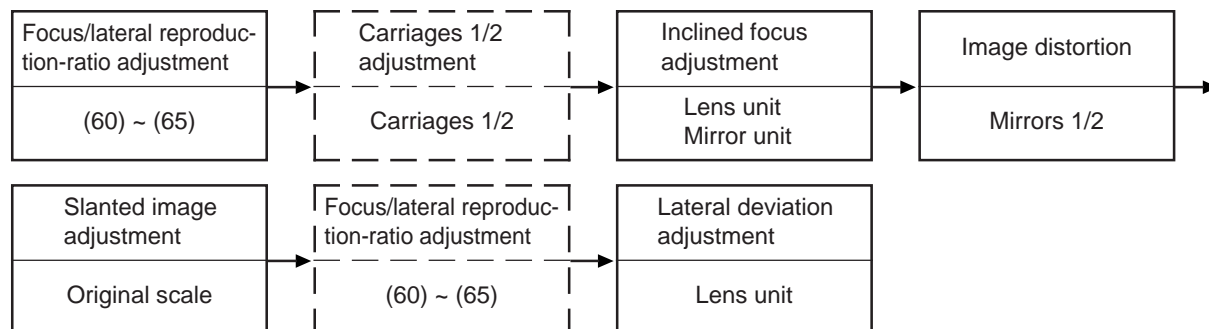 Focus/lateral reproduc-
tion-ratio adjustment
(60) ~ (65)
Carriages 1/2
adjustment
Carriages 1/2
Inclined focus
adjustment
Lens unit
Mirror unit
Image distortion
Mirrors 1/2
Slanted image
adjustment
Original scale
Focus/lateral reproduc-
tion-ratio adjustment
(60) ~ (65)
Lateral deviation
adjustment
Lens unit